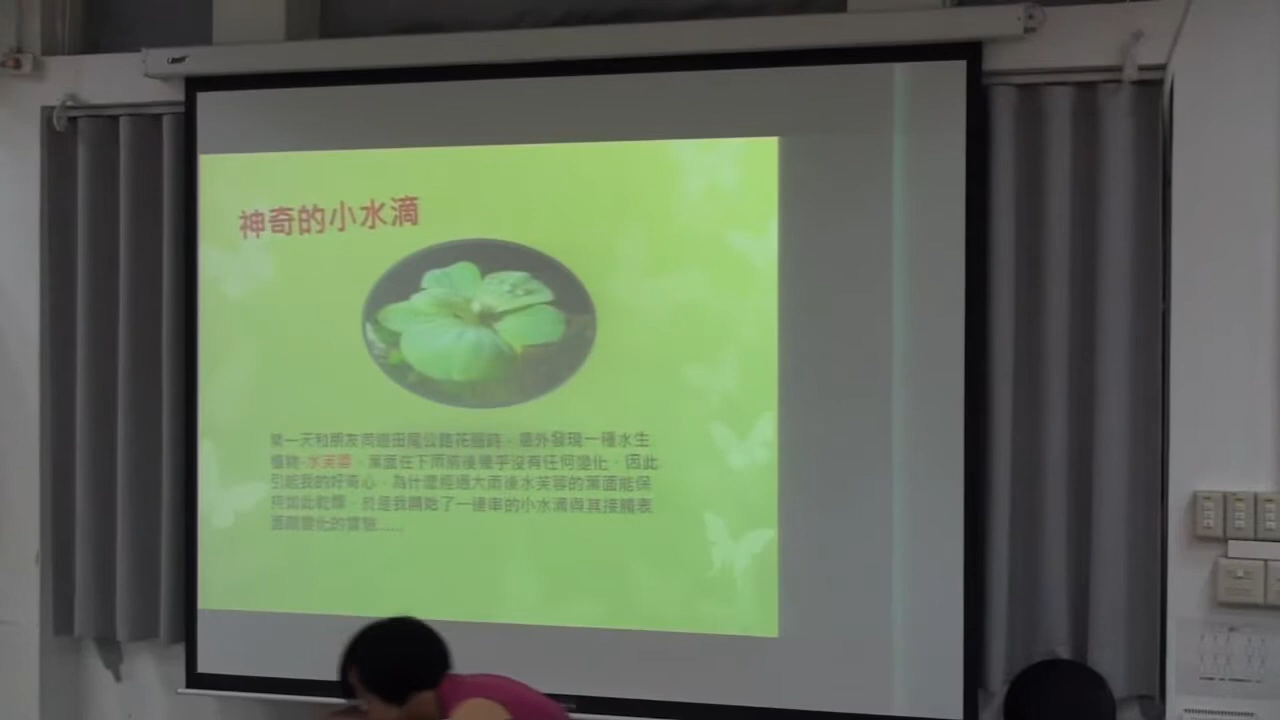 神奇的小水滴
某一天和朋友同遊田尾公路花園時，意外發現一種水生
植物-水芙蓉，葉面在下雨前後幾乎沒有任何變化，因此
引起我的好奇心，為什麼經過大雨後水芙蓉的葉面能保
持如此乾燥，於是我開始了一連串的小水滴與其接觸表
面間變化的實驗......